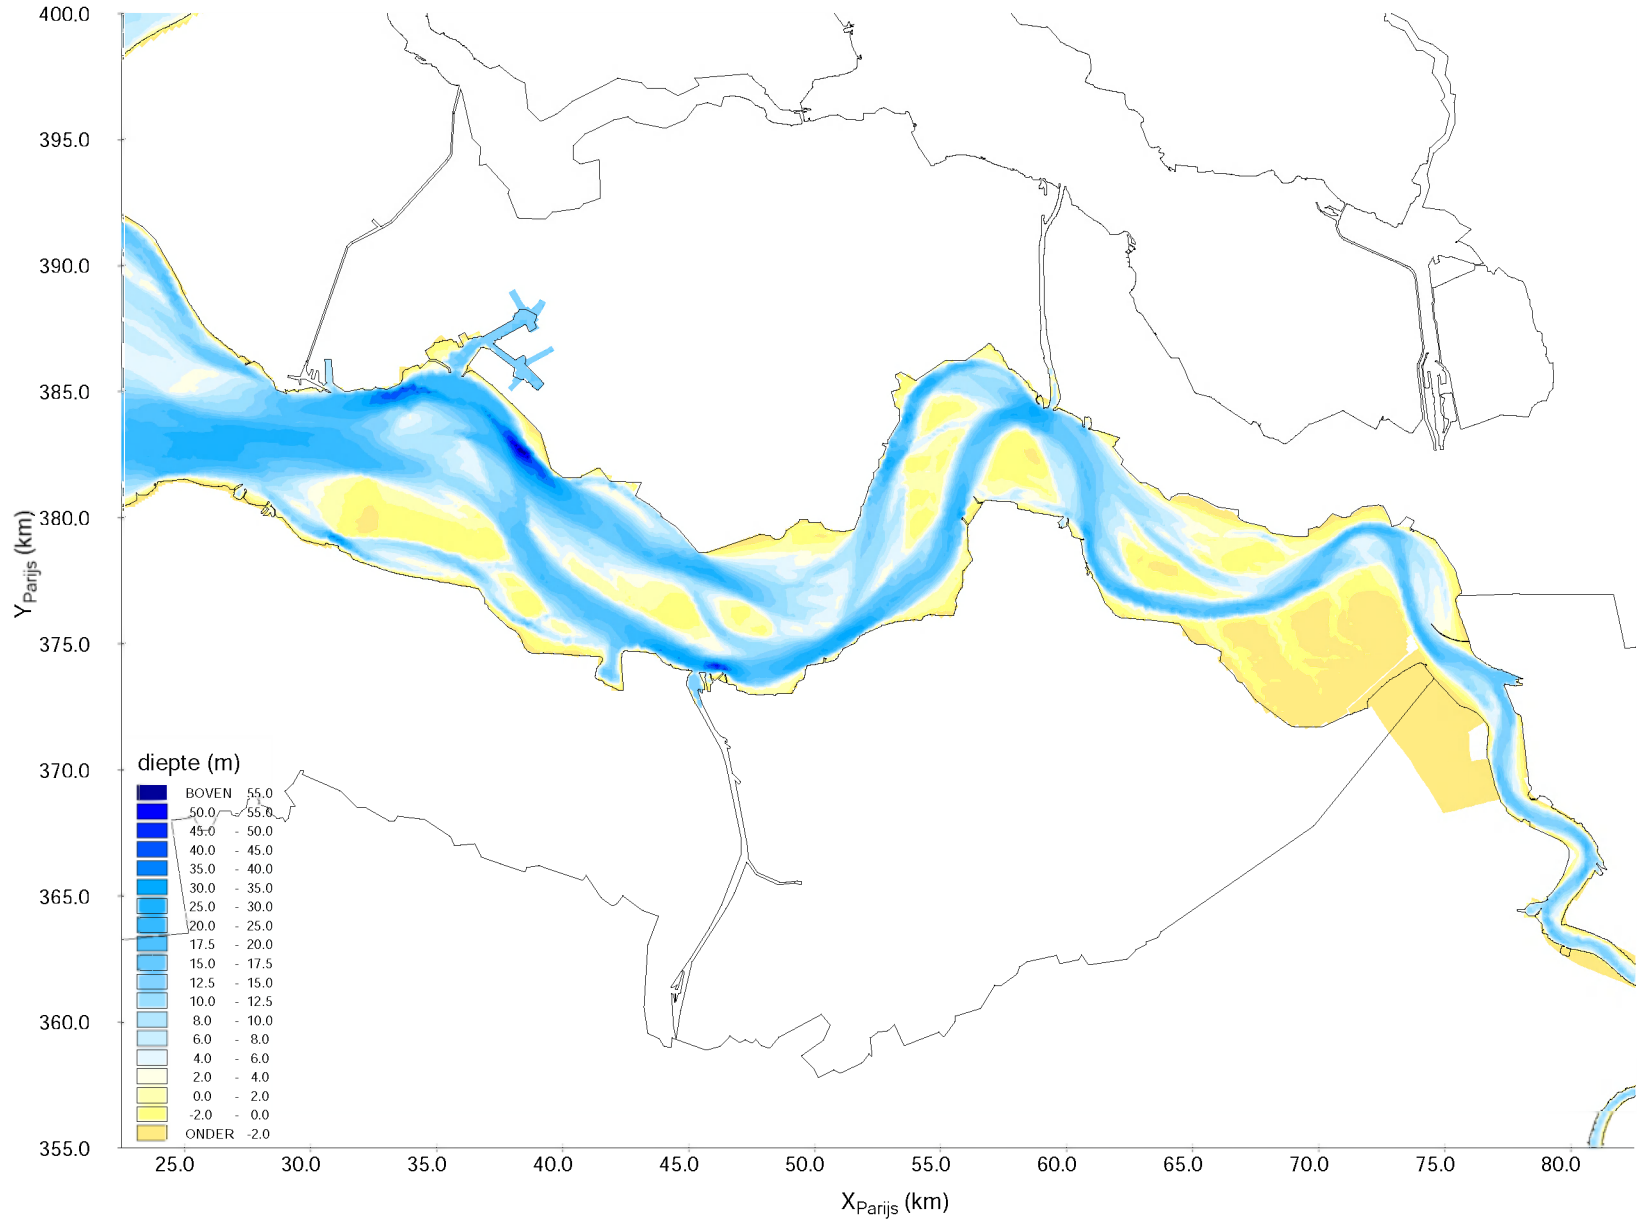 400.0
395.0
390.0
385.0
380.0
375.0
370.0
365.0
360.0
355.0
Y Parijs (km)
diepte (m)
BOVEN 55.0
50.0 - 55.0
45.0 - 50.0
40.0 - 45.0
35.0 - 40.0
30.0 - 35.0
25.0 - 30.0
20.0 - 25.0
17.5 - 20.0
15.0 - 17.5
12.5 - 15.0
10.0 - 12.5
8.0 - 10.0
6.0 - 8.0
4.0 - 6.0
2.0 - 4.0
0.0 - 2.0
-2.0 - 0.0
ONDER -2.0
25.0 30.0 35.0 40.0 45.0 50.0 55.0 60.0 65.0 70.0 75.0 80.0
X Parijs (km)